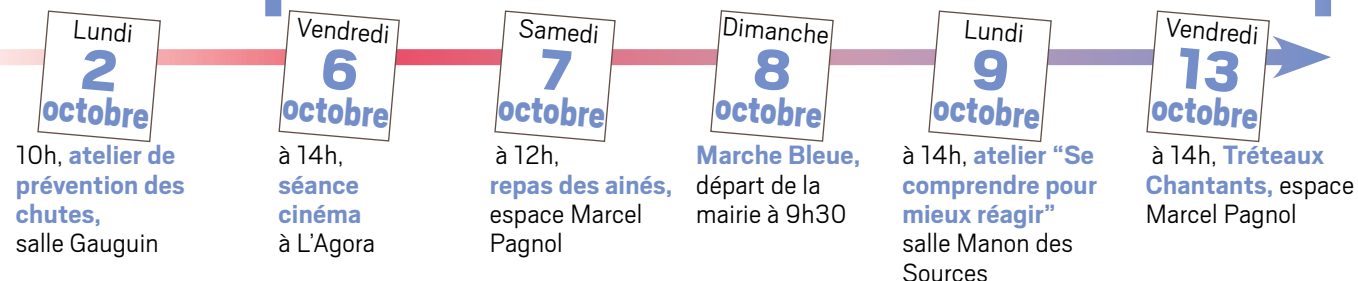 Lundi
2
octobre
10h, atelier de
prévention des
chutes,
salle Gauguin
Vendredi
6
octobre
à 14h,
séance
cinéma
à L'Agora
Samedi
7
octobre
à 12h,
repas des ainés,
espace Marcel
Pagnol
Dimanche
8
octobre
Marche Bleue,
départ de la
mairie à 9h30
Lundi
9
octobre
à 14h, atelier “Se
comprendre pour
mieux réagir”
salle Manon des
Sources
Vendredi
13
octobre
à 14h, Tréteaux
Chantants, espace
Marcel Pagnol